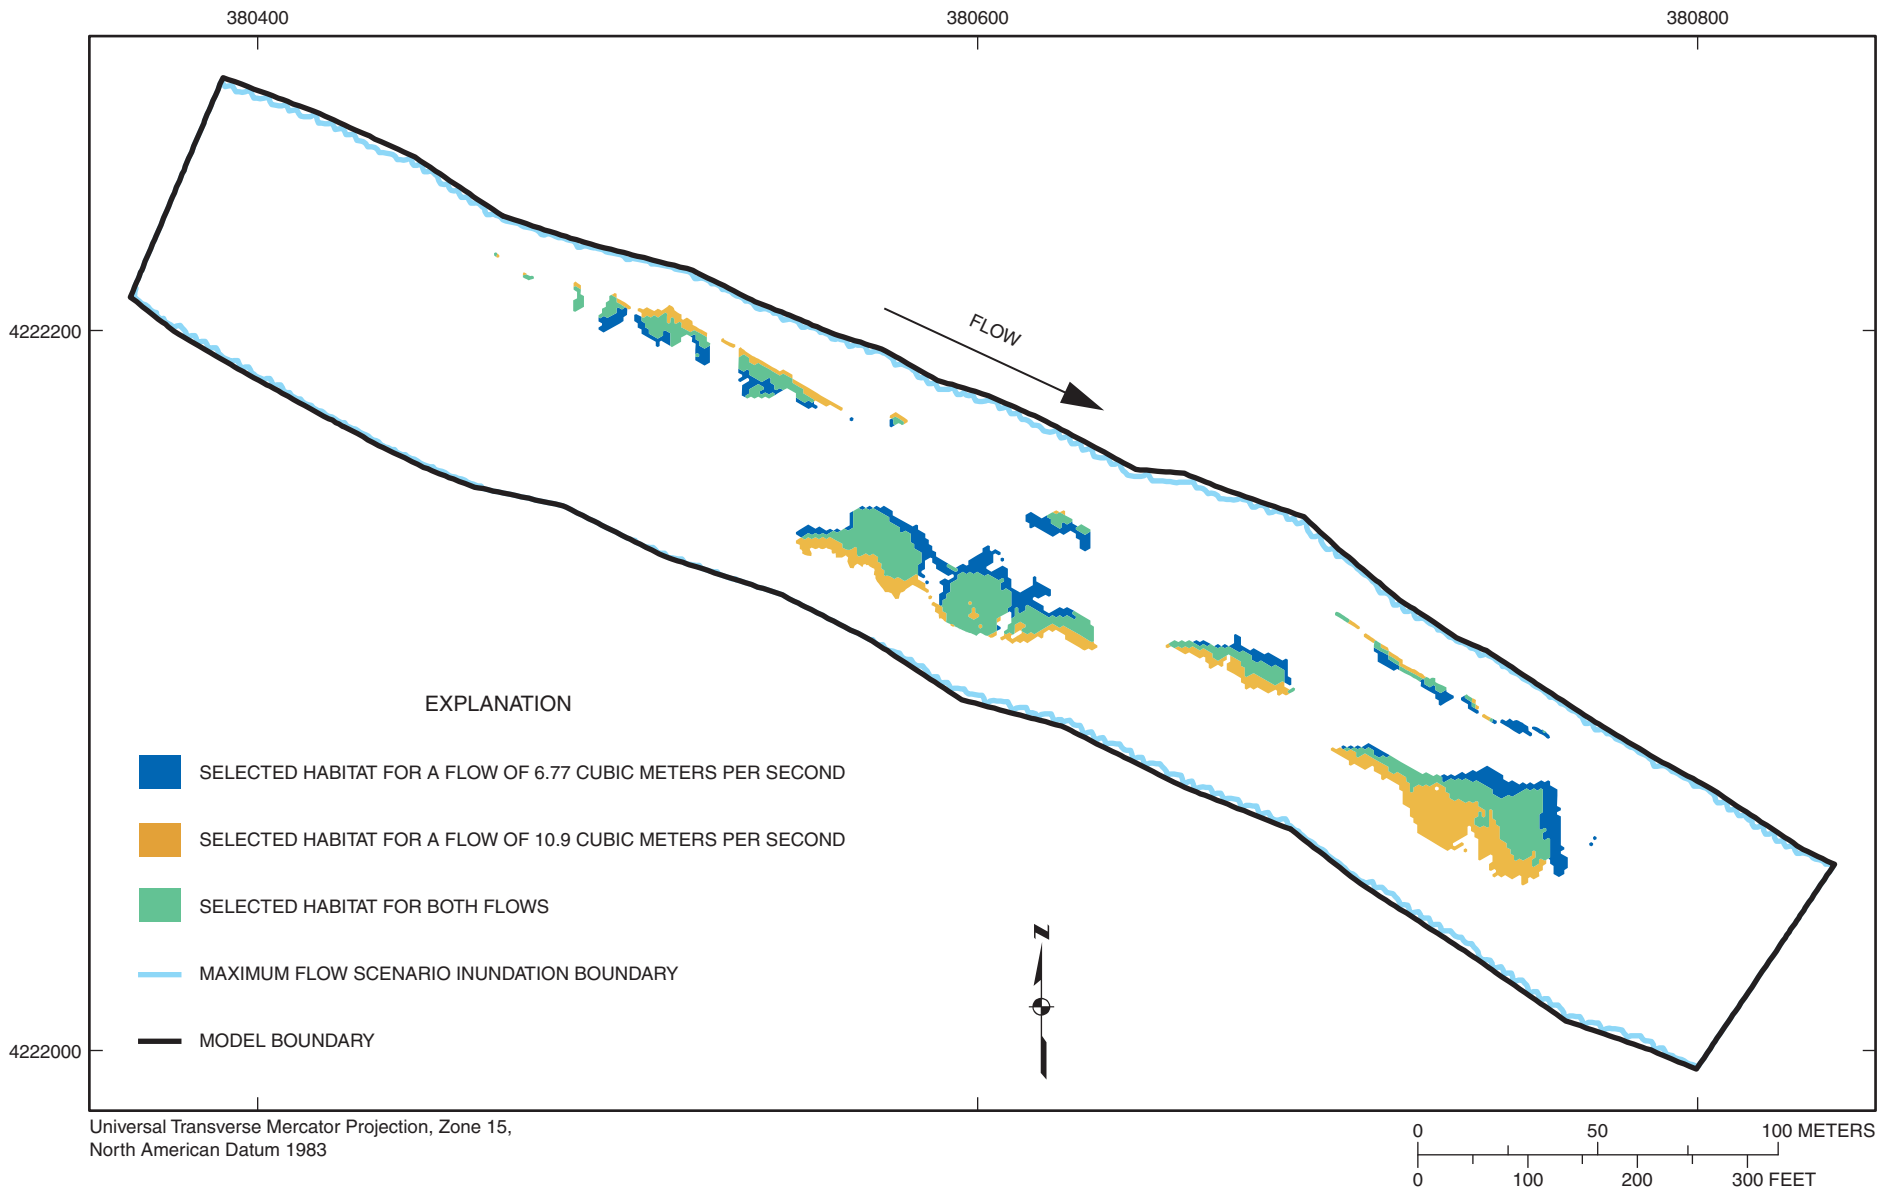 380400 380600 380800
4222200
FLOW
EXPLANATION
SELECTED HABITAT FOR A FLOW OF 6.77 CUBIC METERS PER SECOND
SELECTED HABITAT FOR A FLOW OF 10.9 CUBIC METERS PER SECOND
SELECTED HABITAT FOR BOTH FLOWS
MAXIMUM FLOW SCENARIO INUNDATION BOUNDARY
MODEL BOUNDARY
N
4222000
Universal Transverse Mercator Projection, Zone 15,
North American Datum 1983
0 50 100 METERS
0 100 200 300 FEET